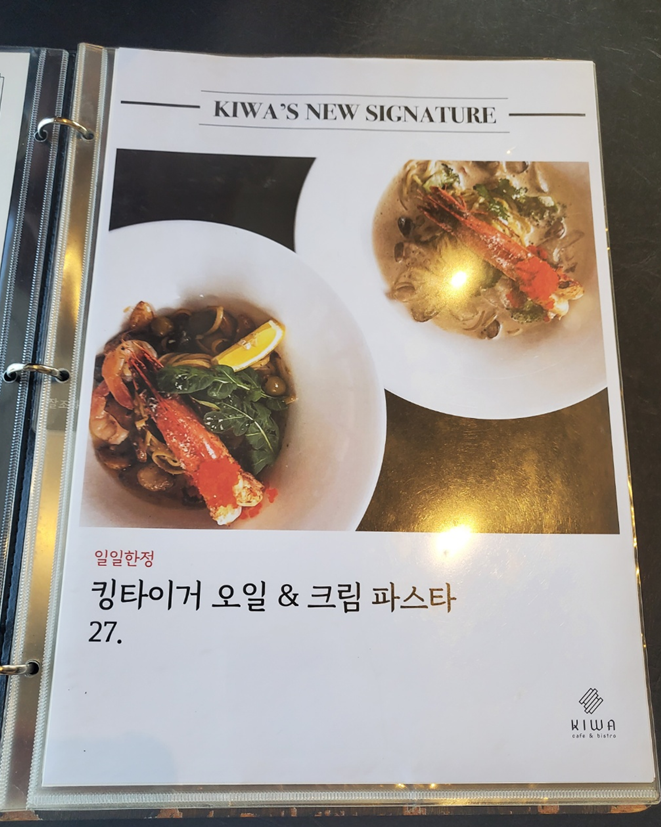 KIWA'S NEW SIGNATURE
일일한정
킹타이거 오일 & 크림 파스타
27.
KIWA
cafe & bistro